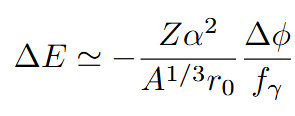 ΔE ≃ − Zα² / A^{1/3}r₀ Δϕ / f_γ